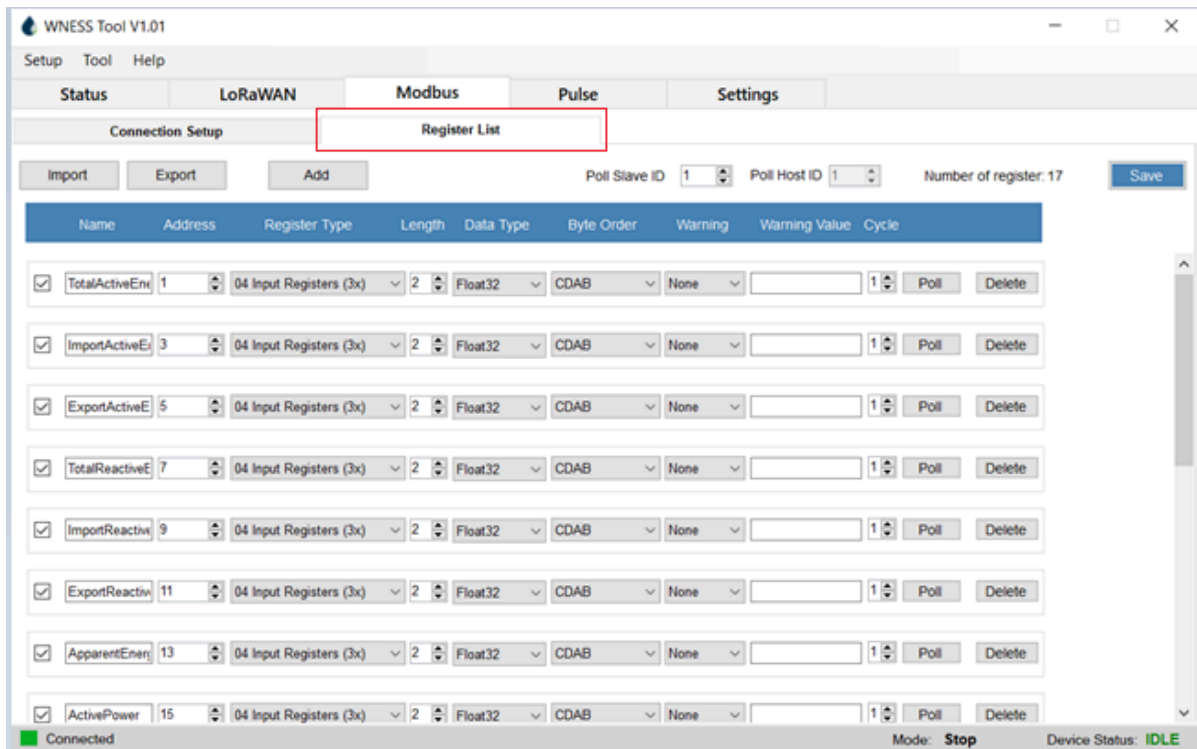 WNESS Tool V1.01
Setup Tool Help
Status LoRaWAN Modbus Pulse Settings
Connection Setup Register List
Import Export Add Poll Slave ID 1 Poll Host ID 1 Number of register: 17 Save
Name Address Register Type Length Data Type Byte Order Warning Warning Value Cycle
TotalActiveEne 1 04 Input Registers (3x) 2 Float32 CDAB None 1 Poll Delete
ImportActiveE 3 04 Input Registers (3x) 2 Float32 CDAB None 1 Poll Delete
ExportActiveE 5 04 Input Registers (3x) 2 Float32 CDAB None 1 Poll Delete
TotalReactiveE 7 04 Input Registers (3x) 2 Float32 CDAB None 1 Poll Delete
ImportReactive 9 04 Input Registers (3x) 2 Float32 CDAB None 1 Poll Delete
ExportReactive 11 04 Input Registers (3x) 2 Float32 CDAB None 1 Poll Delete
ApparentEnerg 13 04 Input Registers (3x) 2 Float32 CDAB None 1 Poll Delete
ActivePower 15 04 Input Registers (3x) 2 Float32 CDAB None 1 Poll Delete
Connected Mode: Stop Device Status: IDLE